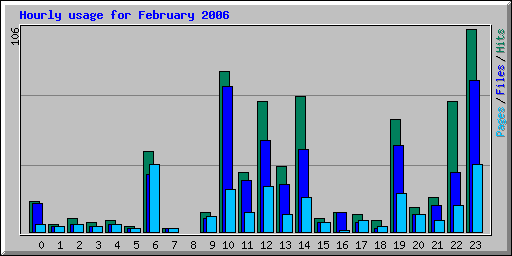 Hourly usage for February 2006
106
Pages / Files / Hits
0 1 2 3 4 5 6 7 8 9 10 11 12 13 14 15 16 17 18 19 20 21 22 23